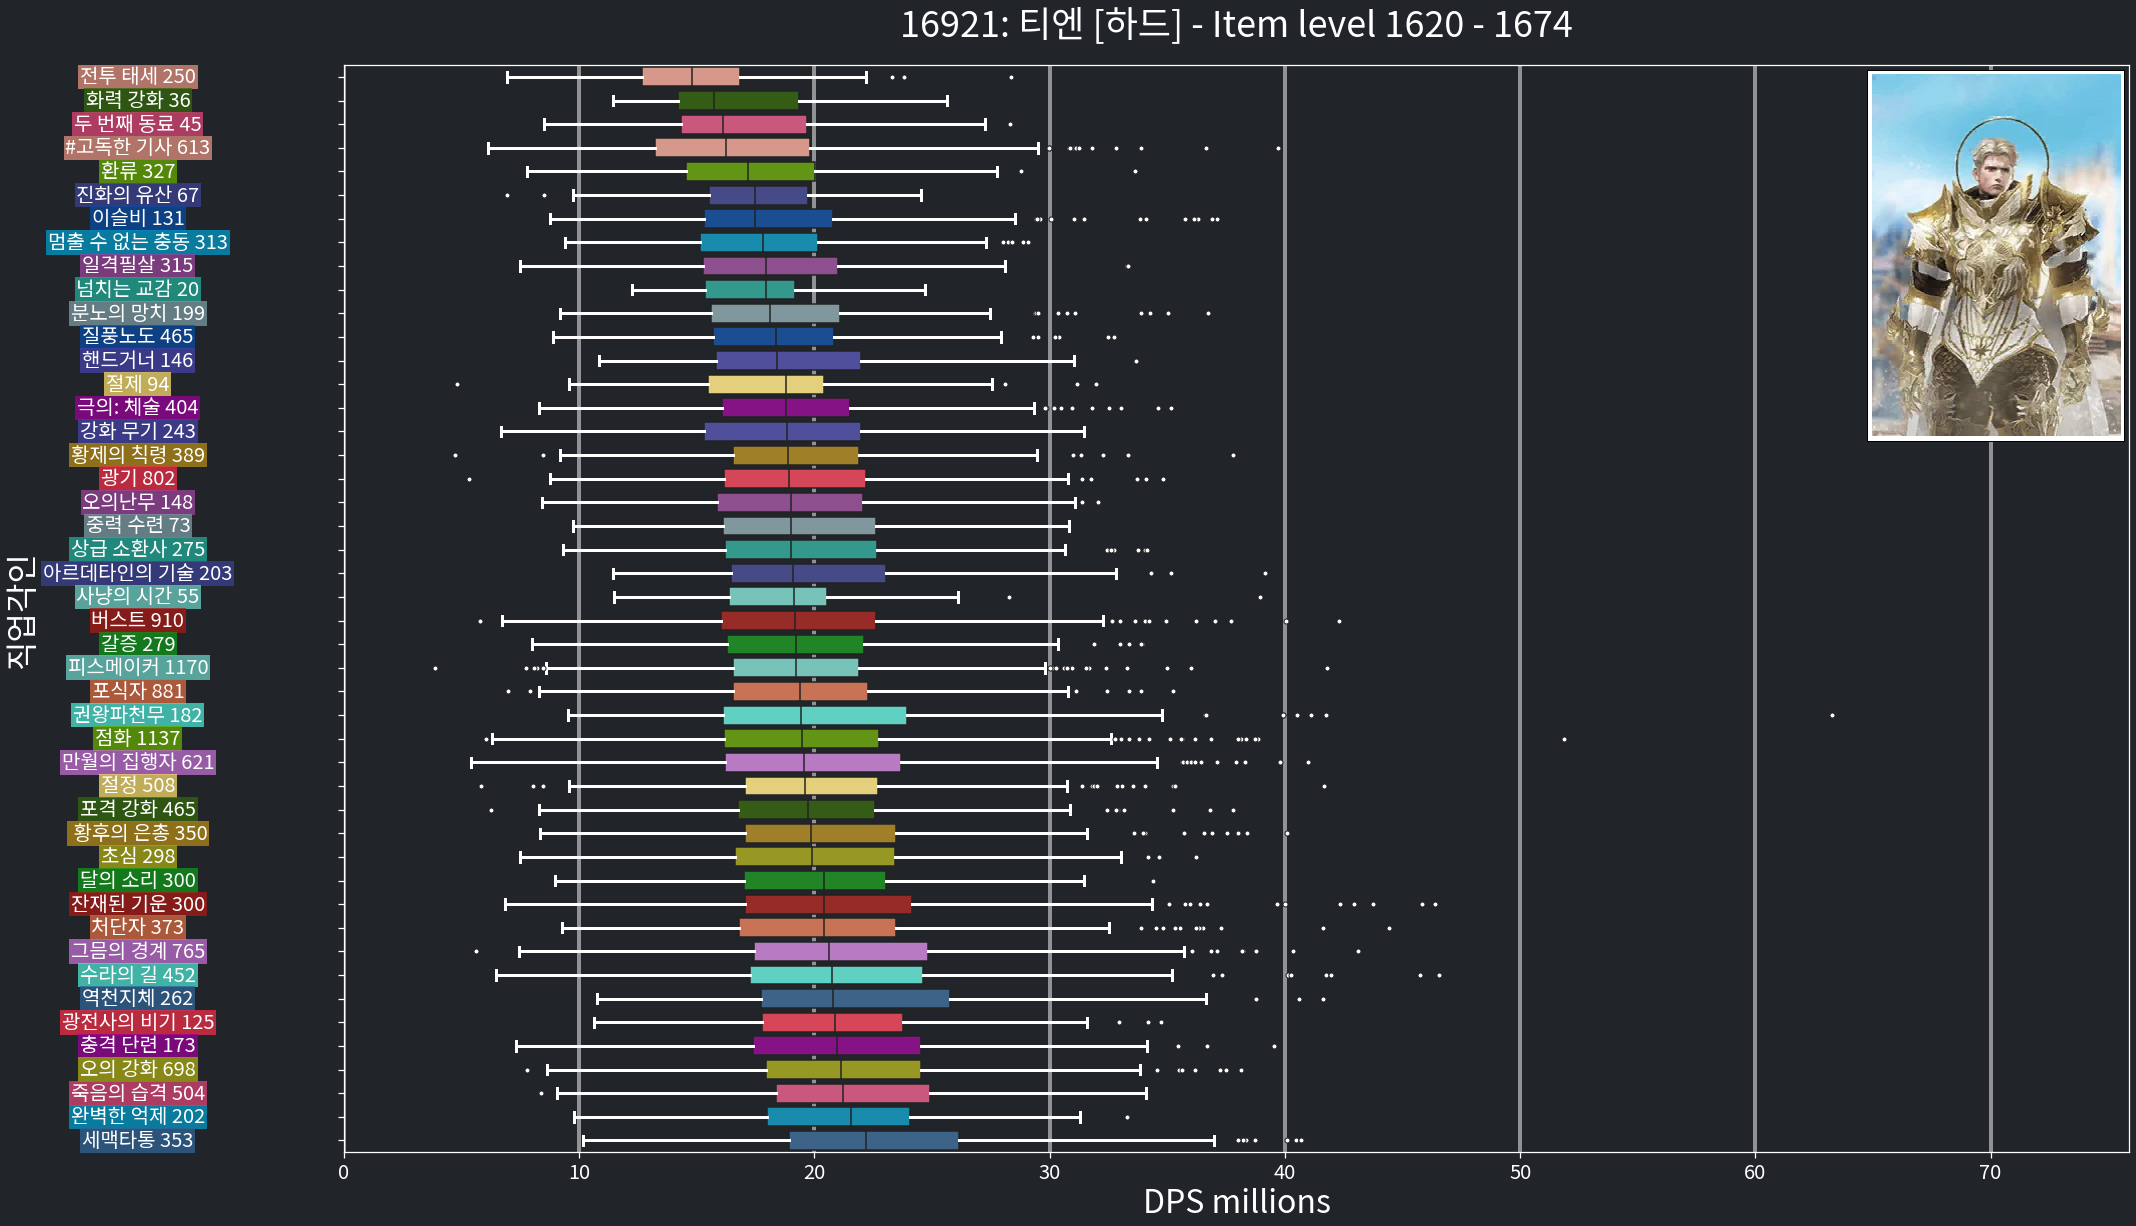 16921: 티엔 [하드] - Item level 1620 - 1674
전투 태세 250
화력 강화 36
두 번째 동료 45
#고독한 기사 613
환류 327
진화의 유산 67
이슬비 131
멈출 수 없는 충동 313
일격필살 315
넘치는 교감 20
분노의 망치 199
질풍노도 465
핸드거너 146
절제 94
극의: 체술 404
강화 무기 243
황제의 칙령 389
광기 802
오의난무 148
중력 수련 73
상급 소환사 275
아르데타인의 기술 203
사냥의 시간 55
버스트 910
갈증 279
피스메이커 1170
포식자 881
권왕파천무 182
점화 1137
만월의 집행자 621
절정 508
포격 강화 465
황후의 은총 350
초심 298
달의 소리 300
잔재된 기운 300
처단자 373
그믐의 경계 765
수라의 길 452
역천지체 262
광전사의 비기 125
충격 단련 173
오의 강화 698
죽음의 습격 504
완벽한 억제 202
세맥타통 353
직업각인
0 10 20 30 40 50 60 70
DPS millions